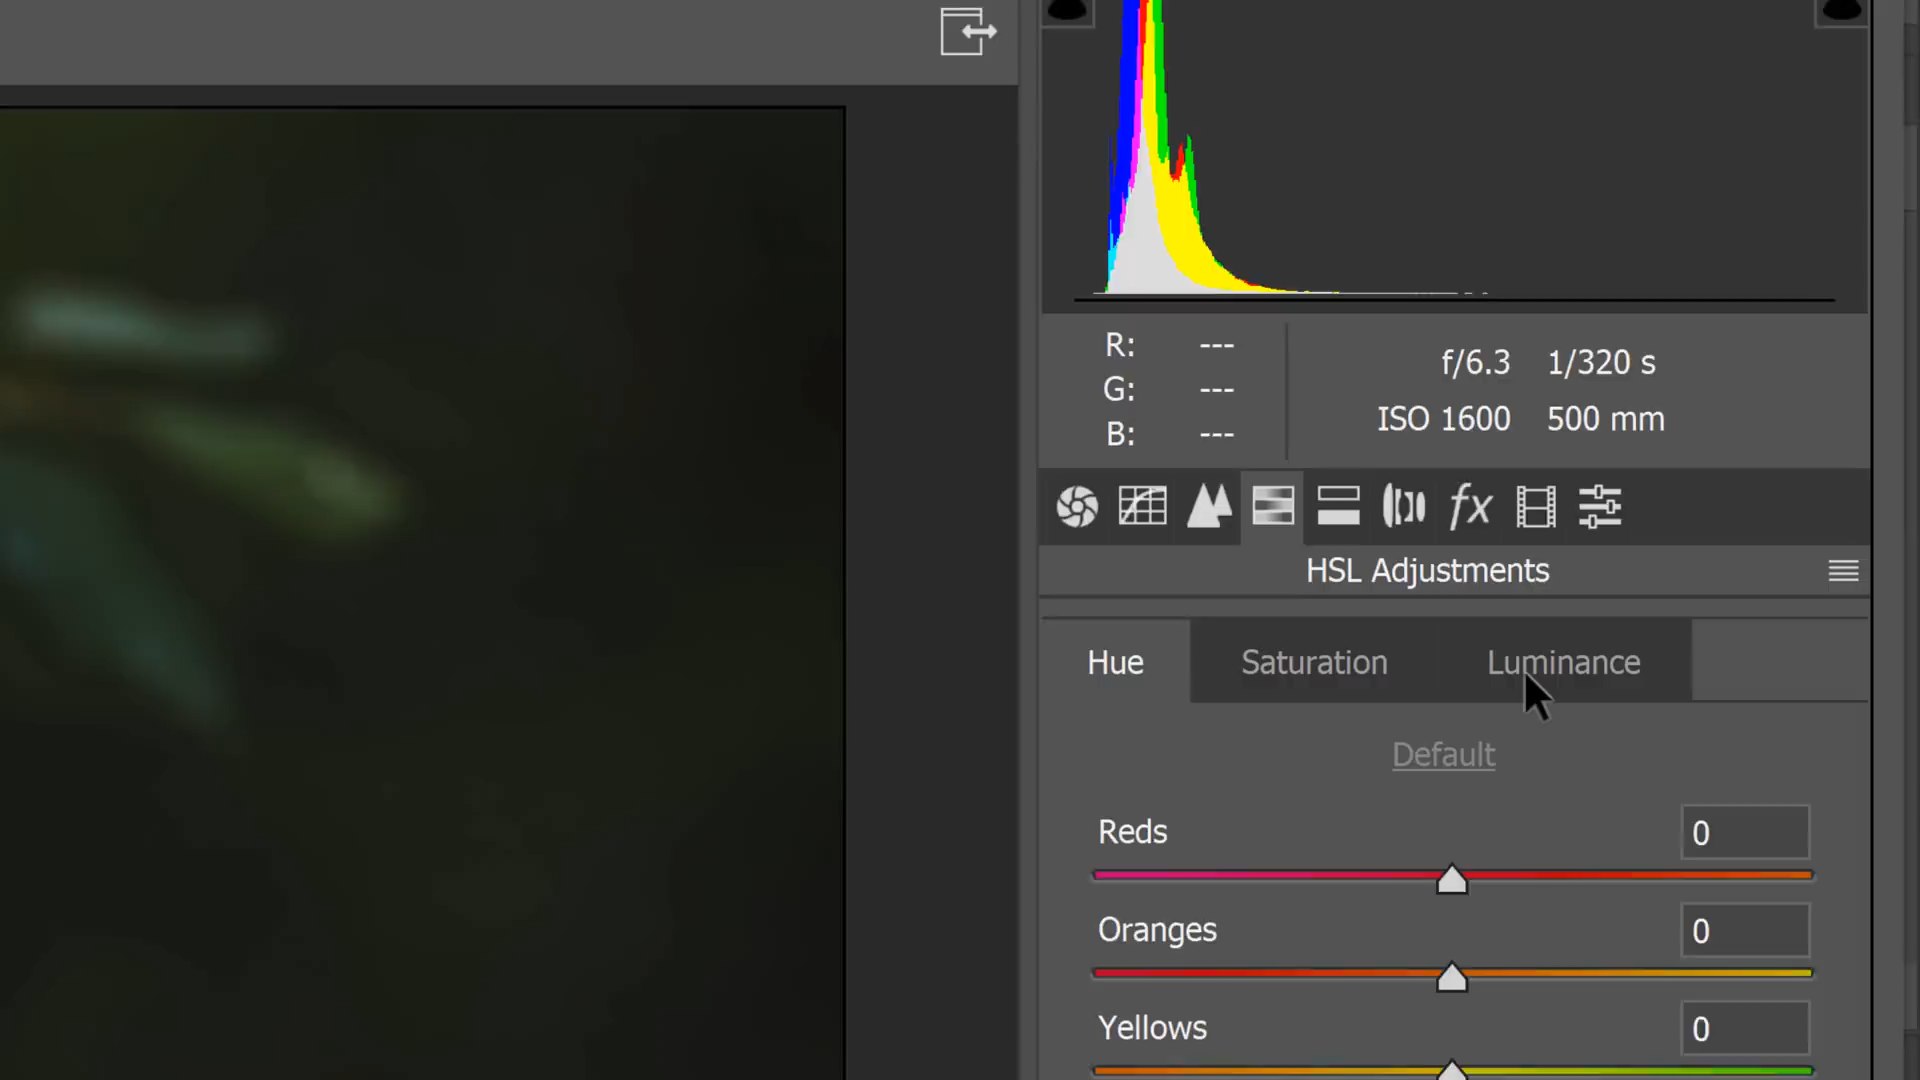 R: ---
G: ---
B: ---
f/6.3 1/320 s
ISO 1600 500 mm
fx
HSL Adjustments
Hue Saturation Luminance
Default
Reds 0
Oranges 0
Yellows 0